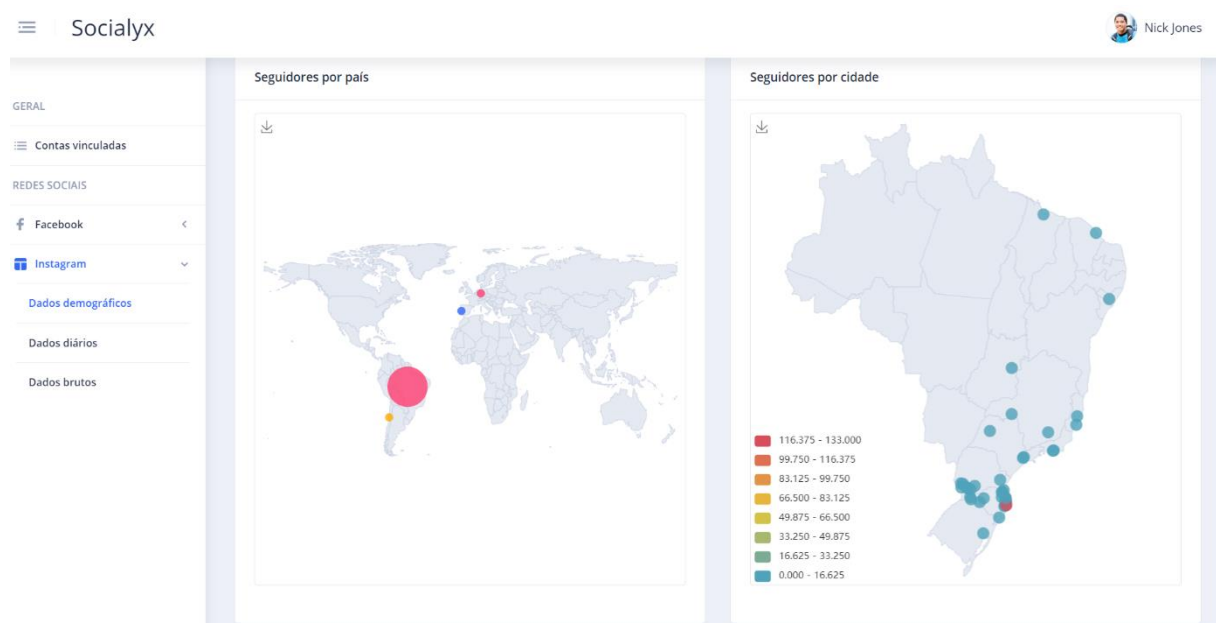 Socialyx
Nick Jones
GERAL
Contas vinculadas
REDES SOCIAIS
Facebook
Instagram
Dados demográficos
Dados diários
Dados brutos
Seguidores por país
Seguidores por cidade
116.375 - 133.000
99.750 - 116.375
83.125 - 99.750
66.500 - 83.125
49.875 - 66.500
33.250 - 49.875
16.625 - 33.250
0.000 - 16.625